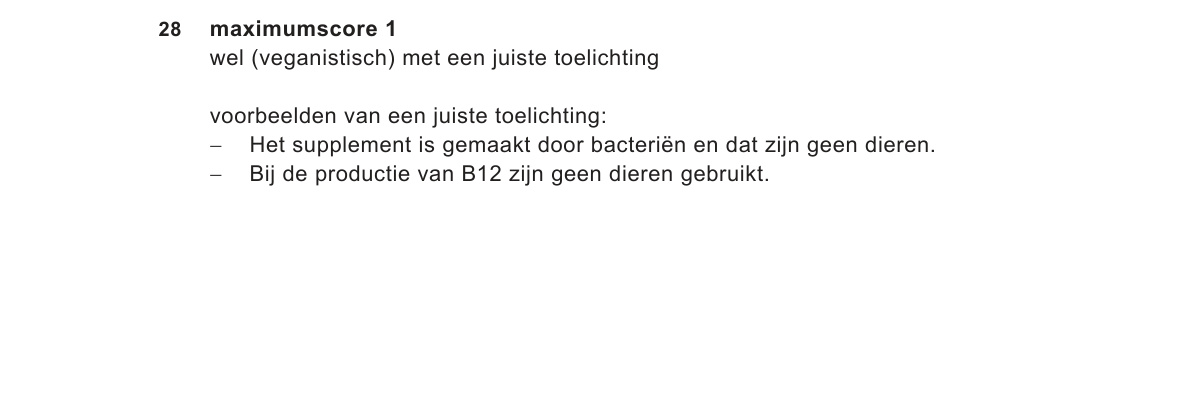 28 maximumscore 1
wel (veganistisch) met een juiste toelichting
voorbeelden van een juiste toelichting:
− Het supplement is gemaakt door bacteriën en dat zijn geen dieren.
− Bij de productie van B12 zijn geen dieren gebruikt.